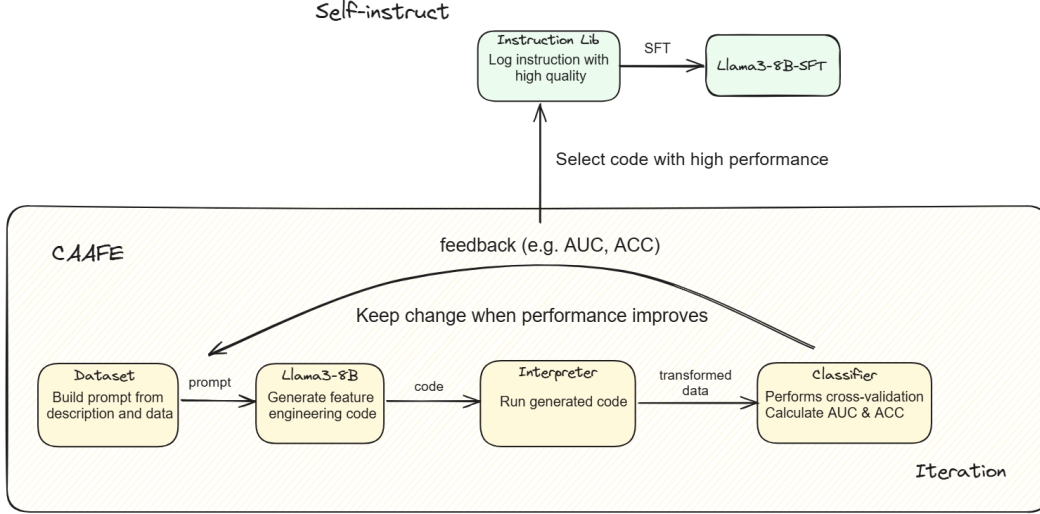 Self-instruct
Instruction Lib
Log instruction with
high quality
SFT
Llama3-8B-SFT
Select code with high performance
CAAFE
feedback (e.g. AUC, ACC)
Keep change when performance improves
Dataset
Build prompt from
description and data
prompt
Llama3-8B
Generate feature
engineering code
code
Interpreter
Run generated code
transformed
data
Classifier
Performs cross-validation
Calculate AUC & ACC
Iteration